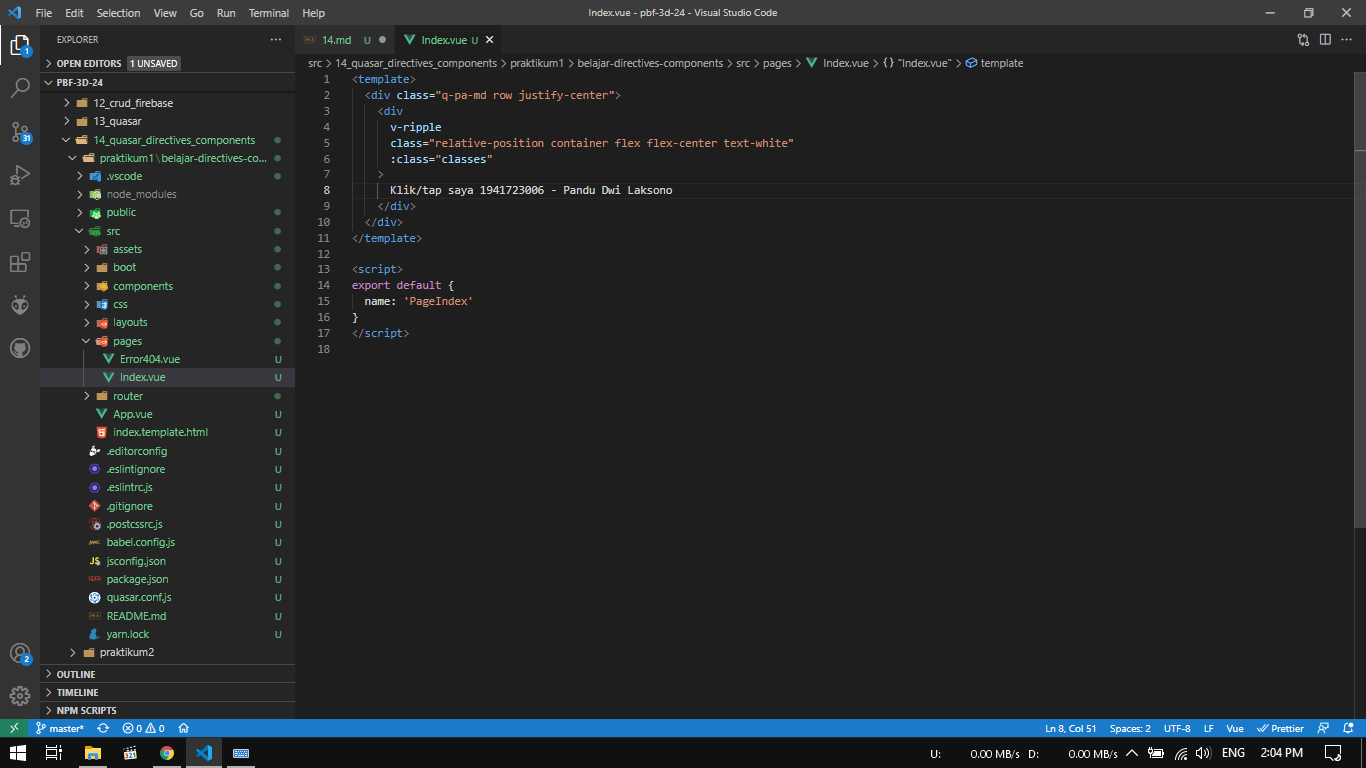 File Edit Selection View Go Run Terminal Help Index.vue - pbf-3d-24 - Visual Studio Code
EXPLORER ···
OPEN EDITORS 1 UNSAVED
PBF-3D-24
12_crud_firebase
13_quasar
14_quasar_directives_components
praktikum1 \ belajar-directives-co...
.vscode
node_modules
public
src
assets
boot
components
css
layouts
pages
Error404.vue U
Index.vue U
router
App.vue U
index.template.html U
.editorconfig U
.eslintignore U
.eslintrc.js U
.gitignore U
.postcssrc.js U
babel.config.js U
jsconfig.json U
package.json U
quasar.conf.js U
README.md U
yarn.lock U
praktikum2
OUTLINE
TIMELINE
NPM SCRIPTS
1
31
2
14.md U Index.vue U
src > 14_quasar_directives_components > praktikum1 > belajar-directives-components > src > pages > Index.vue > {} "Index.vue" > template
1 <template>
2 <div class="q-pa-md row justify-center">
3 <div
4 v-ripple
5 class="relative-position container flex flex-center text-white"
6 :class="classes"
7 >
8 Klik/tap saya 1941723006 - Pandu Dwi Laksono
9 </div>
10 </div>
11 </template>
12
13 <script>
14 export default {
15 name: 'PageIndex'
16 }
17 </script>
18
master* 0 0 Ln 8, Col 51 Spaces: 2 UTF-8 LF Vue Prettier
U: 0.00 MB/s D: 0.00 MB/s ENG 2:04 PM